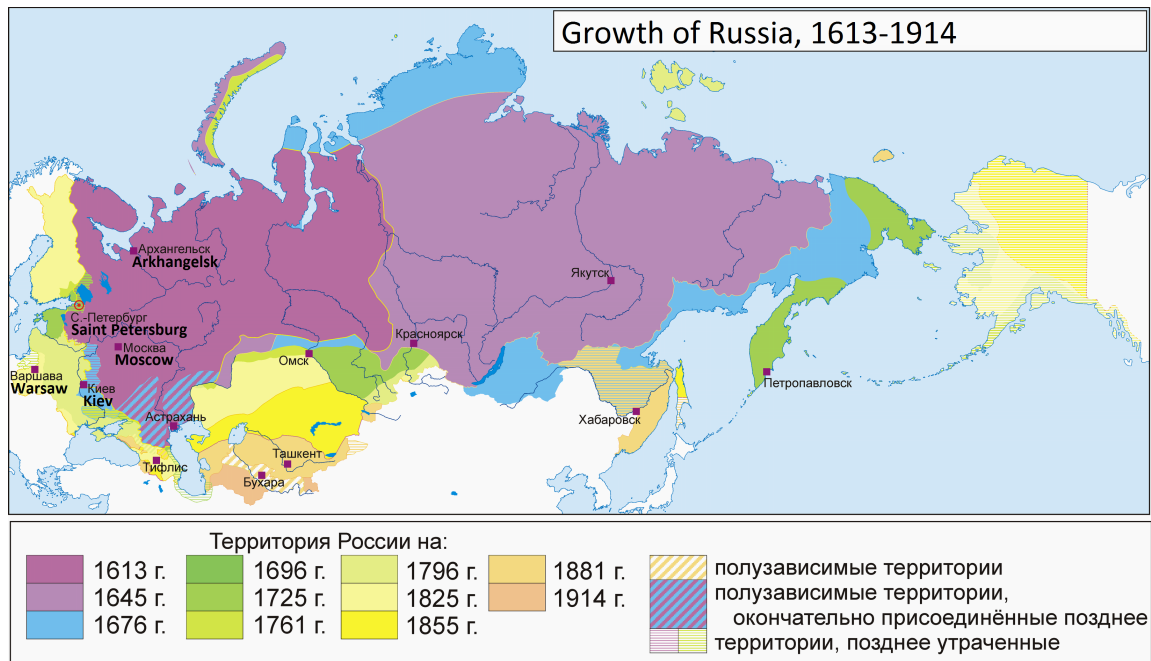 Growth of Russia, 1613-1914
Архангельск
Arkhangelsk
Якутск
С.-Петербург
Saint Petersburg
Красноярск
Москва
Moscow
Омск
Варшава
Warsaw
Киев
Kiev
Петропавловск
Астрахань
Хабаровск
Ташкент
Тифлис
Бухара
Территория России на:
1613 г.
1645 г.
1676 г.
1696 г.
1725 г.
1761 г.
1796 г.
1825 г.
1855 г.
1881 г.
1914 г.
полузависимые территории
полузависимые территории,
окончательно присоединённые позднее
территории, позднее утраченные